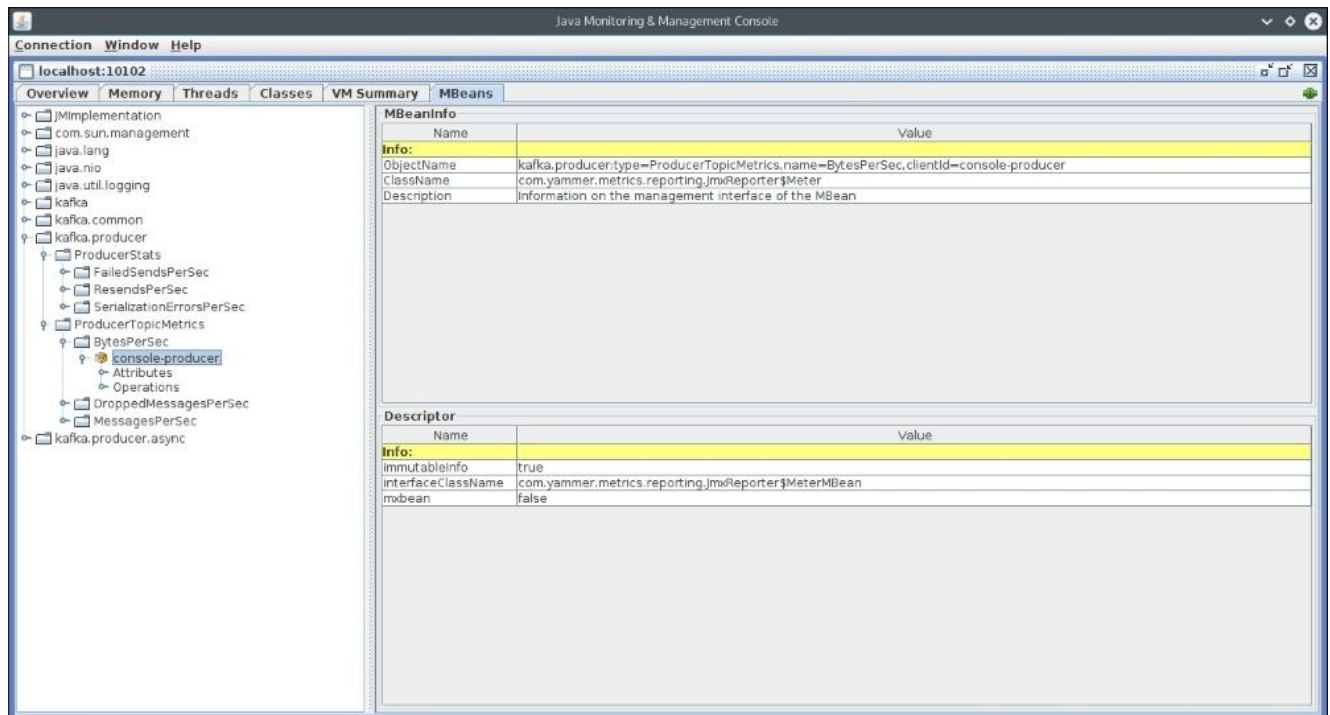 Java Monitoring & Management Console
Connection Window Help
localhost:10102
Overview Memory Threads Classes VM Summary MBeans
JMImplementation
com.sun.management
java.lang
java.nio
java.util.logging
kafka
kafka.common
kafka.producer
ProducerStats
FailedSendsPerSec
ResendsPerSec
SerializationErrorsPerSec
ProducerTopicMetrics
BytesPerSec
console-producer
Attributes
Operations
DroppedMessagesPerSec
MessagesPerSec
kafka.producer.async
MBeanInfo
Name Value
Info:
ObjectName kafka.producer:type=ProducerTopicMetrics,name=BytesPerSec,clientId=console-producer
ClassName com.yammer.metrics.reporting.JmxReporter$Meter
Description Information on the management interface of the MBean
Descriptor
Name Value
Info:
immutableInfo true
interfaceClassName com.yammer.metrics.reporting.JmxReporter$MeterMBean
mxbean false